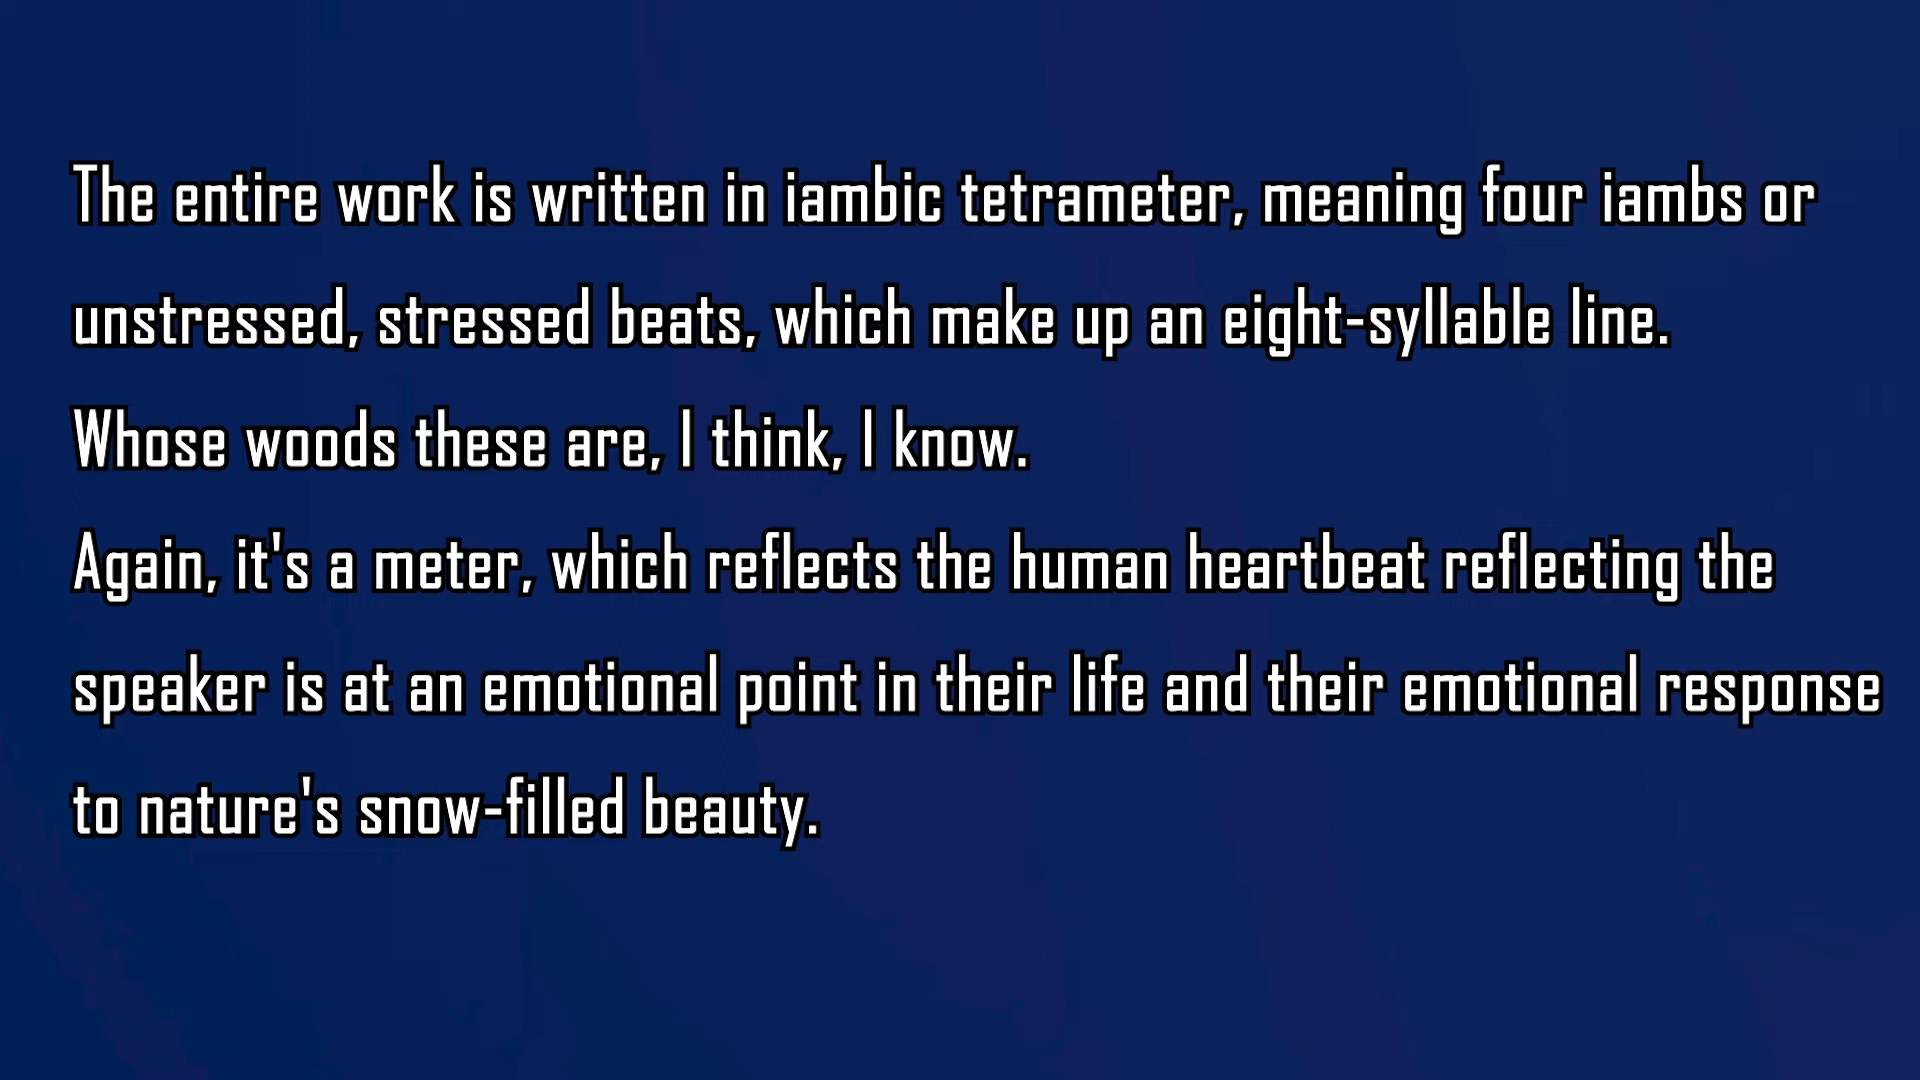 The entire work is written in iambic tetrameter, meaning four iambs or
unstressed, stressed beats, which make up an eight-syllable line.
Whose woods these are, I think, I know.
Again, it's a meter, which reflects the human heartbeat reflecting the
speaker is at an emotional point in their life and their emotional response
to nature's snow-filled beauty.